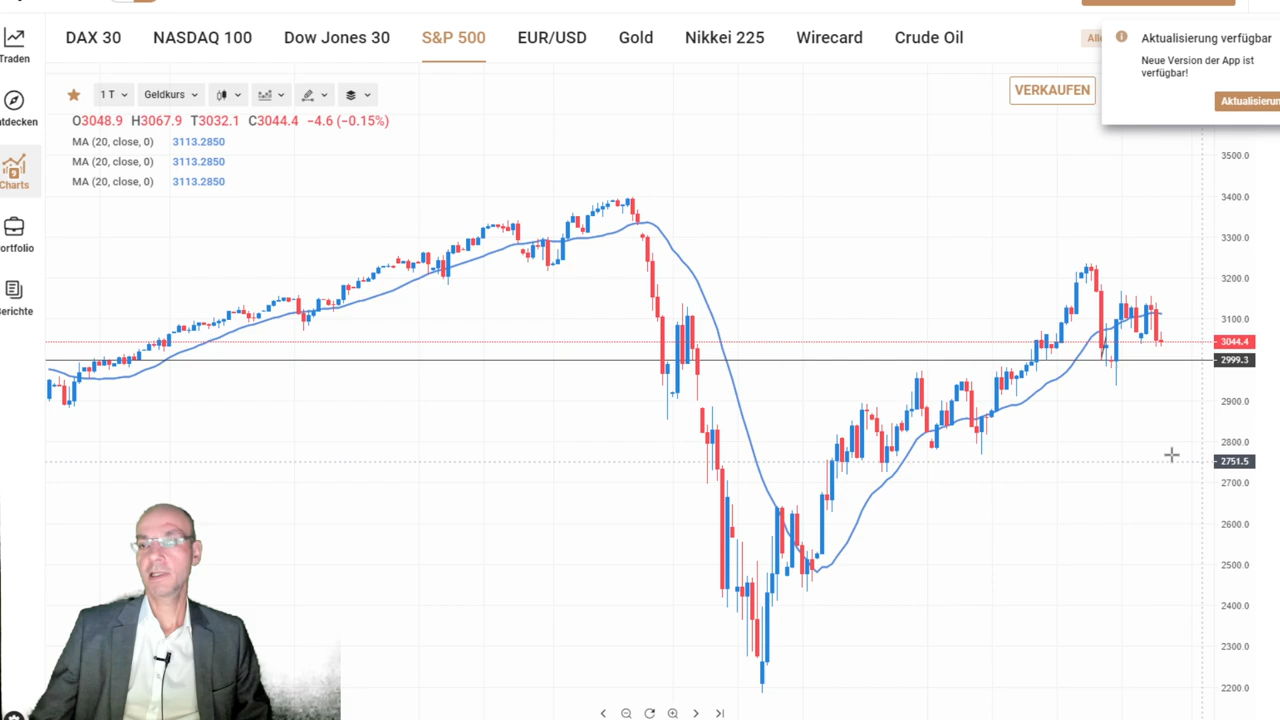 DAX 30 NASDAQ 100 Dow Jones 30 S&P 500 EUR/USD Gold Nikkei 225 Wirecard Crude Oil
Aktualisierung verfügbar
Neue Version der App ist
verfügbar!
Aktualisierun
Traden
ntdecken
Charts
ortfolio
Berichte
1 T Geldkurs
VERKAUFEN
O3048.9 H3067.9 T3032.1 C3044.4 −4.6 (−0.15%)
MA (20, close, 0) 3113.2850
MA (20, close, 0) 3113.2850
MA (20, close, 0) 3113.2850
3500.0
3400.0
3300.0
3200.0
3100.0
3044.4
2999.3
2900.0
2800.0
2751.5
2700.0
2600.0
2500.0
2400.0
2300.0
2200.0